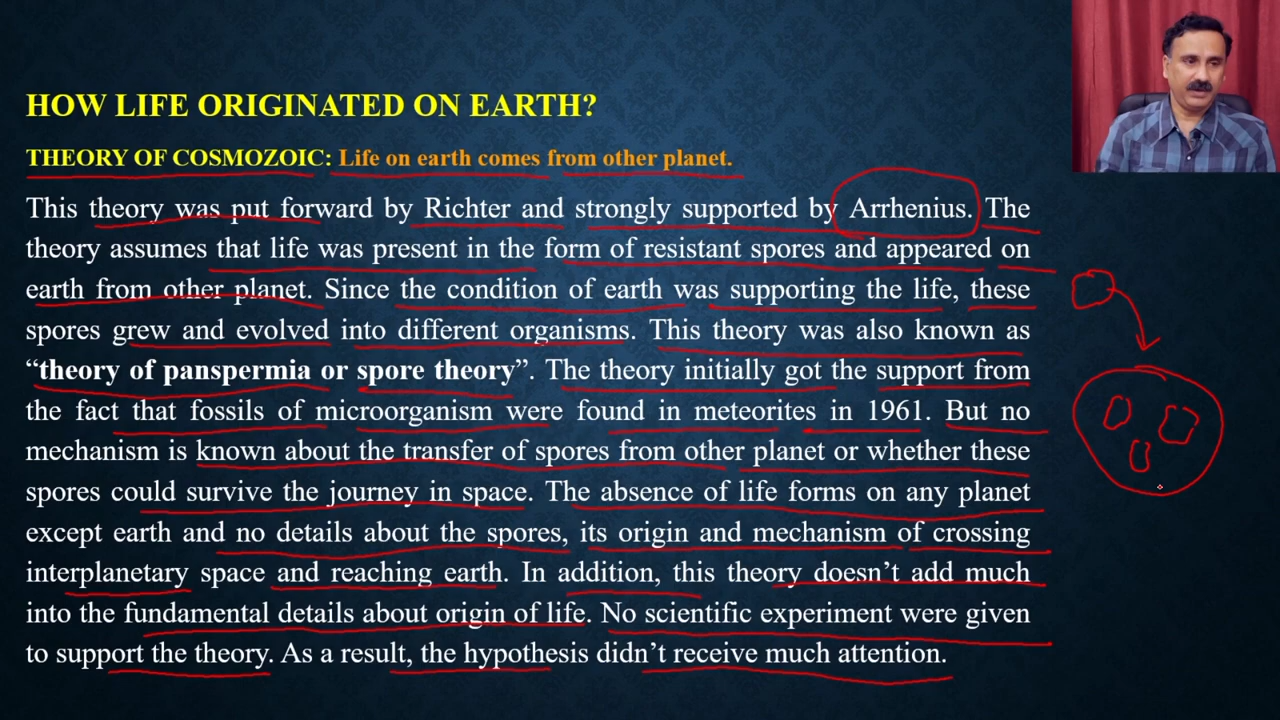 HOW LIFE ORIGINATED ON EARTH?
THEORY OF COSMOZOIC: Life on earth comes from other planet.
This theory was put forward by Richter and strongly supported by Arrhenius. The
theory assumes that life was present in the form of resistant spores and appeared on
earth from other planet. Since the condition of earth was supporting the life, these
spores grew and evolved into different organisms. This theory was also known as
“theory of panspermia or spore theory”. The theory initially got the support from
the fact that fossils of microorganism were found in meteorites in 1961. But no
mechanism is known about the transfer of spores from other planet or whether these
spores could survive the journey in space. The absence of life forms on any planet
except earth and no details about the spores, its origin and mechanism of crossing
interplanetary space and reaching earth. In addition, this theory doesn’t add much
into the fundamental details about origin of life. No scientific experiment were given
to support the theory. As a result, the hypothesis didn’t receive much attention.